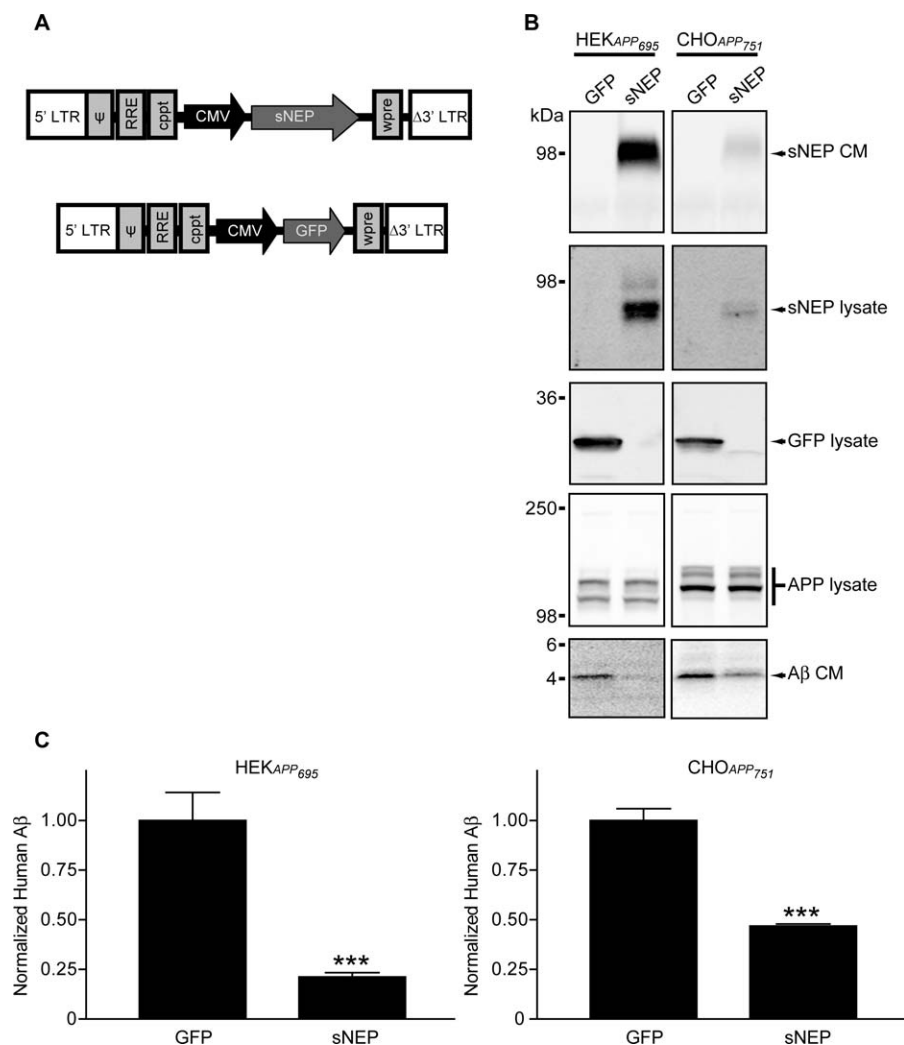 A
5' LTR ψ RRE cppt CMV sNEP wpre Δ3' LTR
5' LTR ψ RRE cppt CMV GFP wpre Δ3' LTR
B
HEKAPP695 CHOAPP751
GFP sNEP GFP sNEP
kDa
98 sNEP CM
98
sNEP lysate
36
GFP lysate
250
APP lysate
98
6
4 Aβ CM
C
HEKAPP695
Normalized Human Aβ
1.00
0.75
0.50
0.25
0
***
GFP sNEP
CHOAPP751
Normalized Human Aβ
1.00
0.75
0.50
0.25
0
***
GFP sNEP